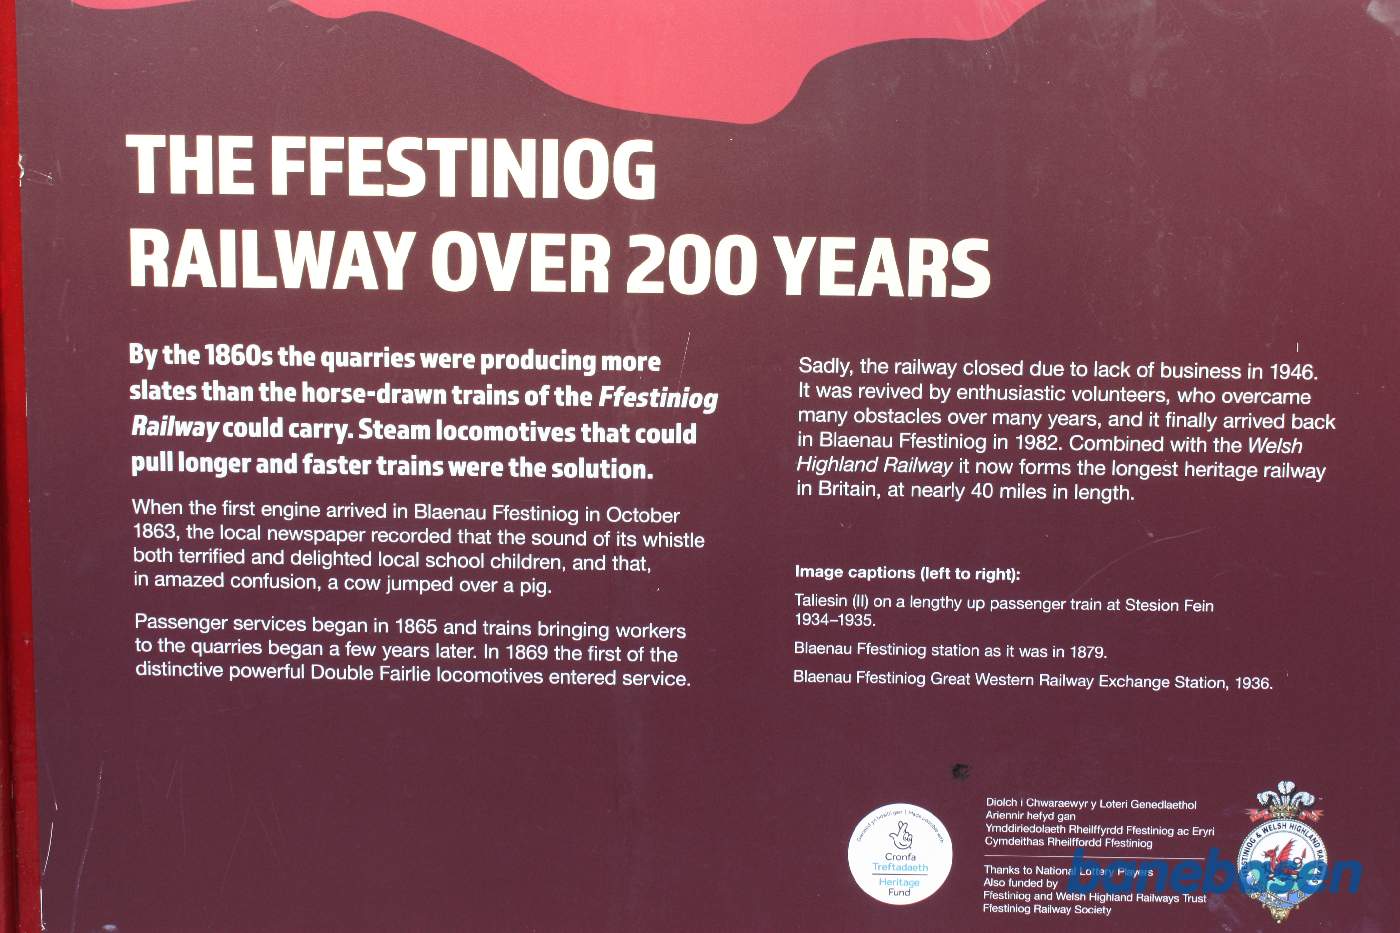 THE FFESTINIOG
RAILWAY OVER 200 YEARS
By the 1860s the quarries were producing more
slates than the horse-drawn trains of the Ffestiniog
Railway could carry. Steam locomotives that could
pull longer and faster trains were the solution.
When the first engine arrived in Blaenau Ffestiniog in October
1863, the local newspaper recorded that the sound of its whistle
both terrified and delighted local school children, and that,
in amazed confusion, a cow jumped over a pig.
Passenger services began in 1865 and trains bringing workers
to the quarries began a few years later. In 1869 the first of the
distinctive powerful Double Fairlie locomotives entered service.
Sadly, the railway closed due to lack of business in 1946.
It was revived by enthusiastic volunteers, who overcame
many obstacles over many years, and it finally arrived back
in Blaenau Ffestiniog in 1982. Combined with the Welsh
Highland Railway it now forms the longest heritage railway
in Britain, at nearly 40 miles in length.
Image captions (left to right):
Taliesin (II) on a lengthy up passenger train at Stesion Fein
1934–1935.
Blaenau Ffestiniog station as it was in 1879.
Blaenau Ffestiniog Great Western Railway Exchange Station, 1936.
Cronfa
Treftadaeth
Heritage
Fund
Diolch i Chwaraewyr y Loteri Genedlaethol
Ariennir hefyd gan
Ymddiriedolaeth Rheilffyrdd Ffestiniog ac Eryri
Cymdeithas Rheilffordd Ffestiniog
Thanks to National Lottery Players
Also funded by
Ffestiniog and Welsh Highland Railways Trust
Ffestiniog Railway Society
& WELSH HIGHLAND
banebasen